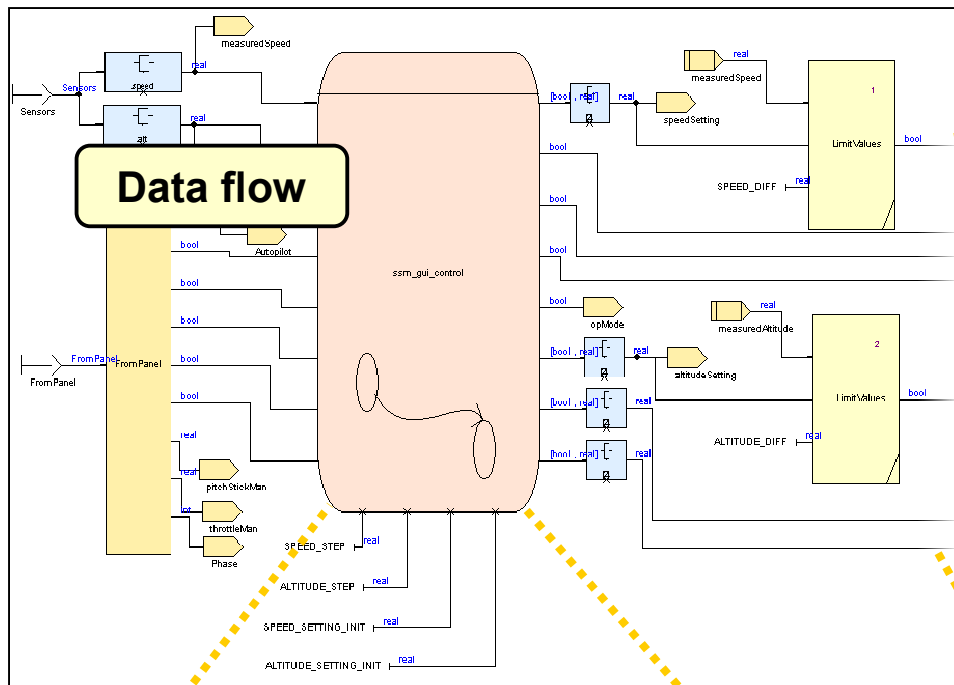 measuredSpeed
real
speed
Sensors
Sensors
real
Data flow
Autopilot
bool
bool
bool
bool
bool
FromPanel
FromPanel
FromPanel
real
real
pitchStickMan
throttleMan
Phase
ssm_gui_control
SPEED_STEP
real
ALTITUDE_STEP
real
SPEED_SETTING_INIT
real
ALTITUDE_SETTING_INIT
real
[bool , real]
real
speedSetting
bool
bool
bool
bool
opMode
[bool , real]
real
altitudeSetting
[bool , real]
real
[bool , real]
real
real
measuredSpeed
1
LimitValues
bool
SPEED_DIFF
real
real
measuredAltitude
2
LimitValues
bool
ALTITUDE_DIFF
real